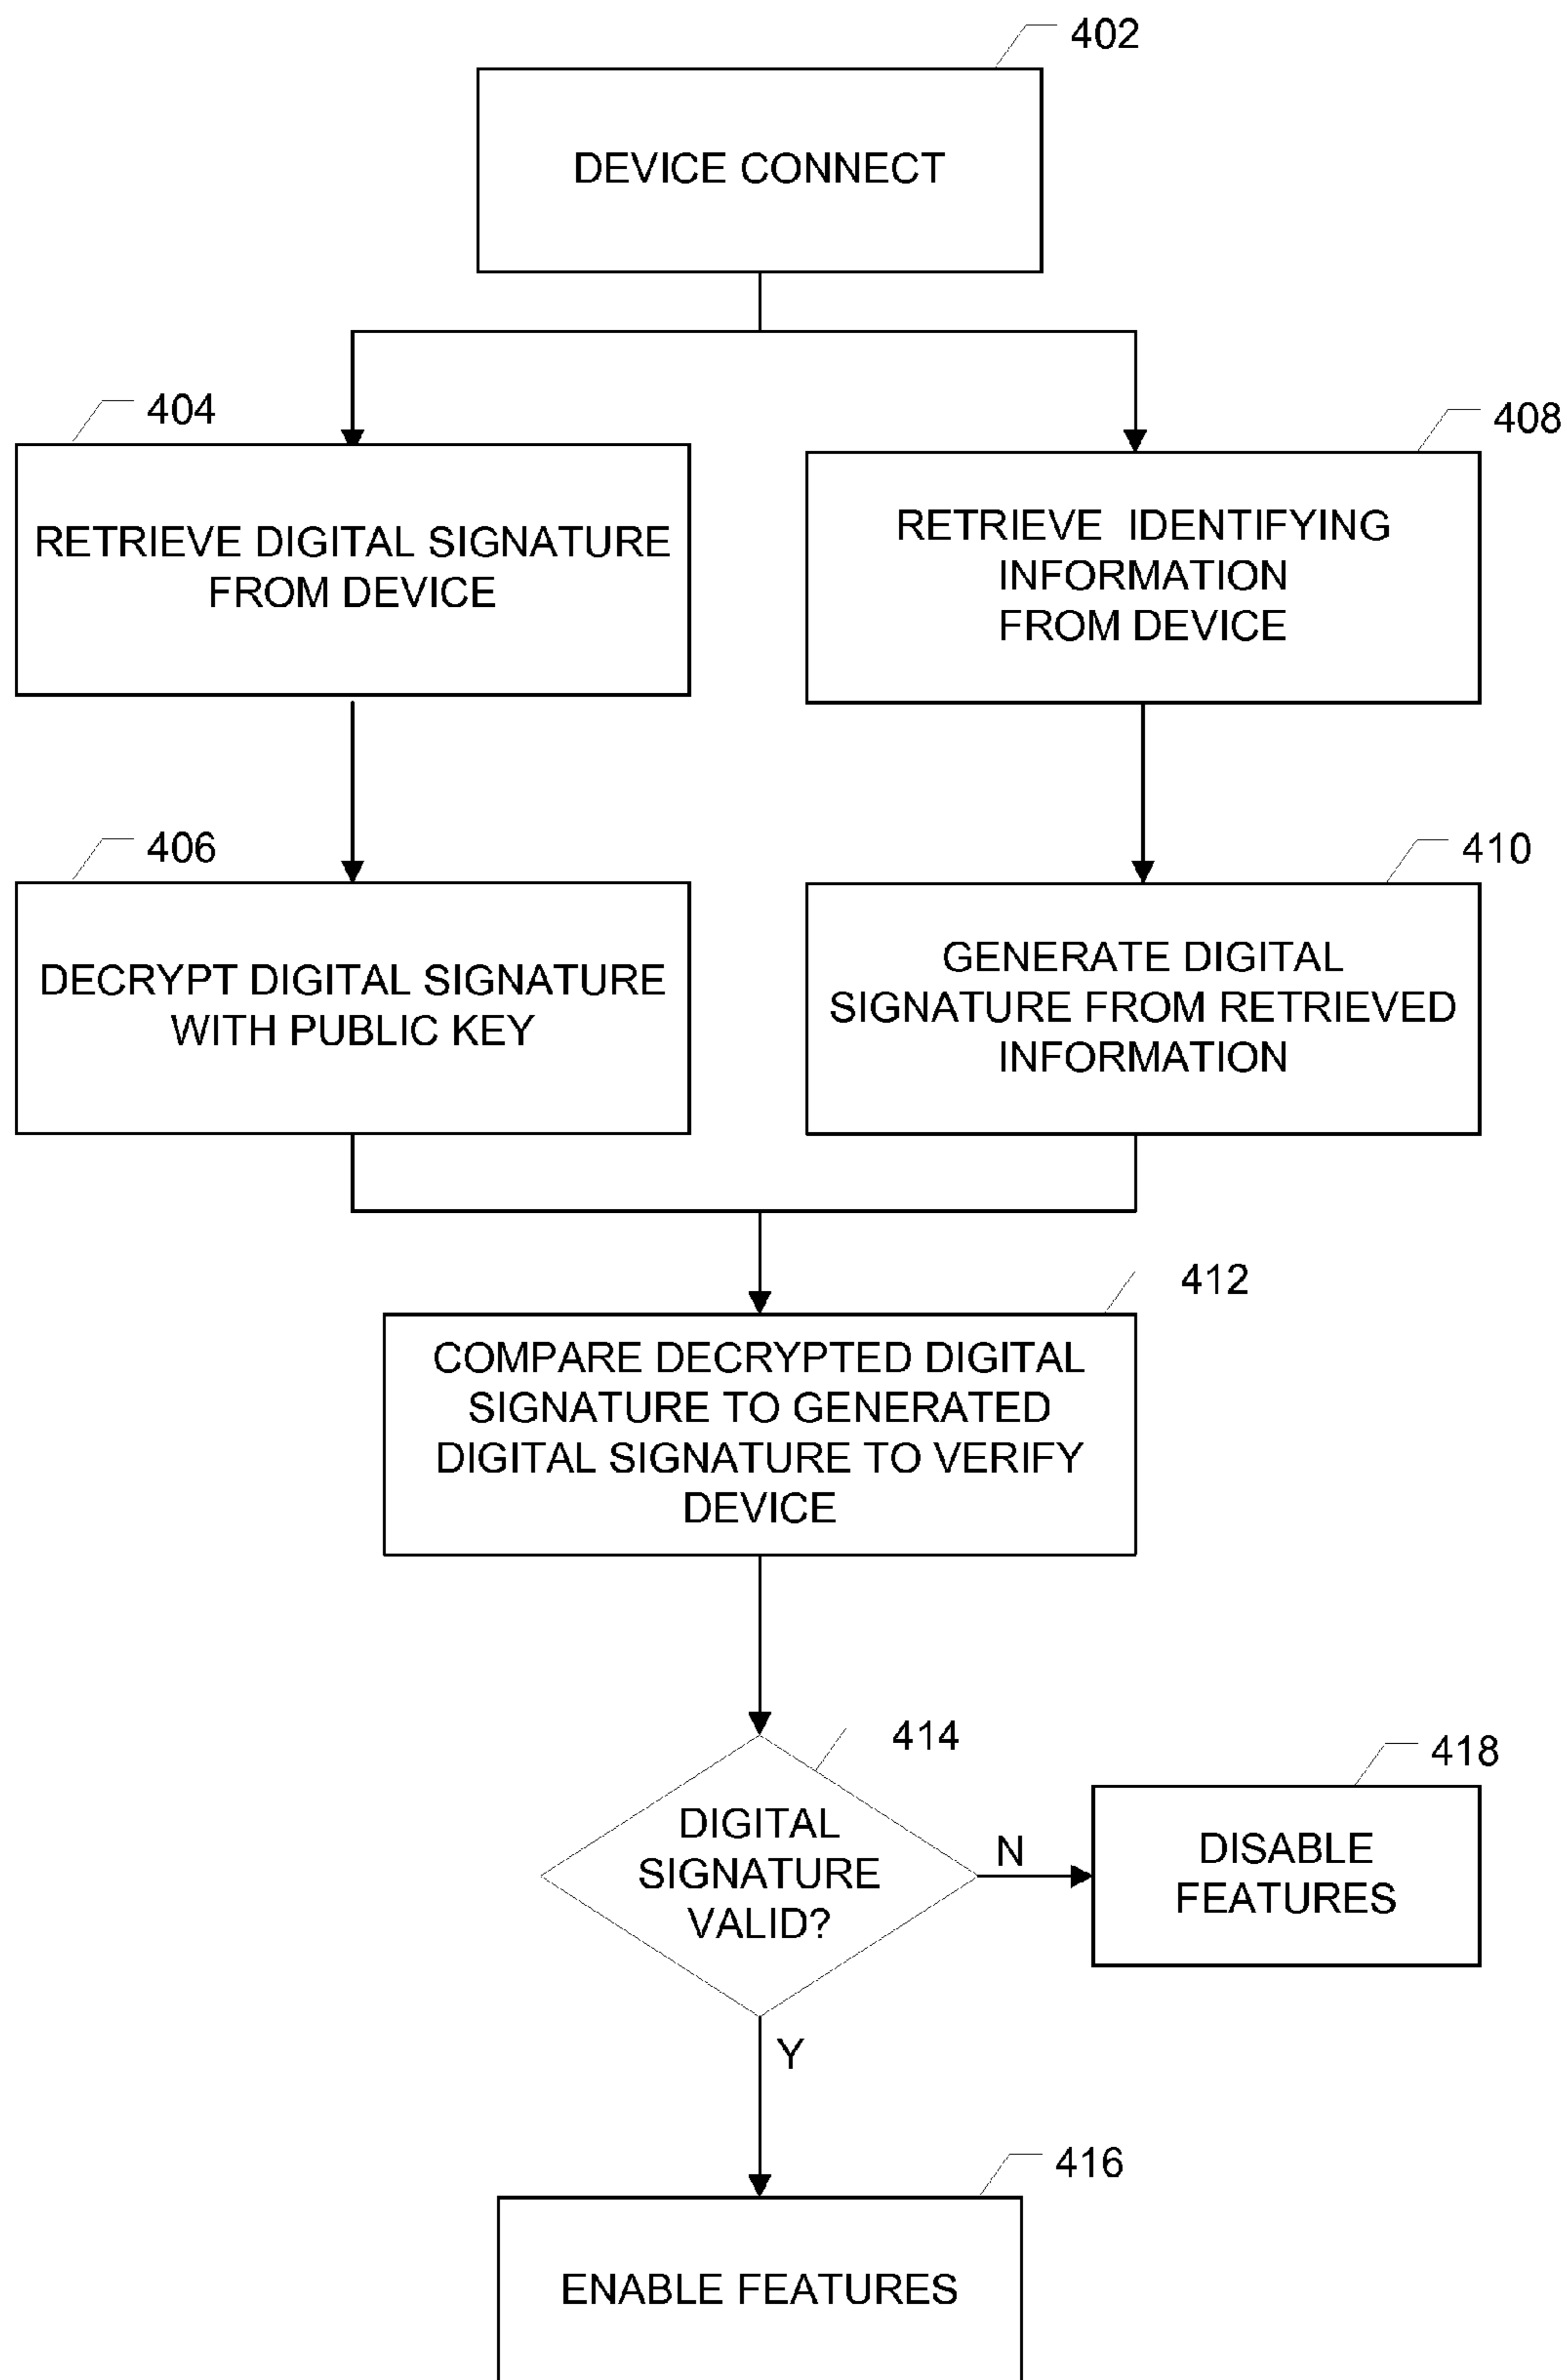 402
DEVICE CONNECT
404
RETRIEVE DIGITAL SIGNATURE
FROM DEVICE
408
RETRIEVE IDENTIFYING
INFORMATION
FROM DEVICE
406
DECRYPT DIGITAL SIGNATURE
WITH PUBLIC KEY
410
GENERATE DIGITAL
SIGNATURE FROM RETRIEVED
INFORMATION
412
COMPARE DECRYPTED DIGITAL
SIGNATURE TO GENERATED
DIGITAL SIGNATURE TO VERIFY
DEVICE
414
DIGITAL
SIGNATURE
VALID?
N
418
DISABLE
FEATURES
Y
416
ENABLE FEATURES